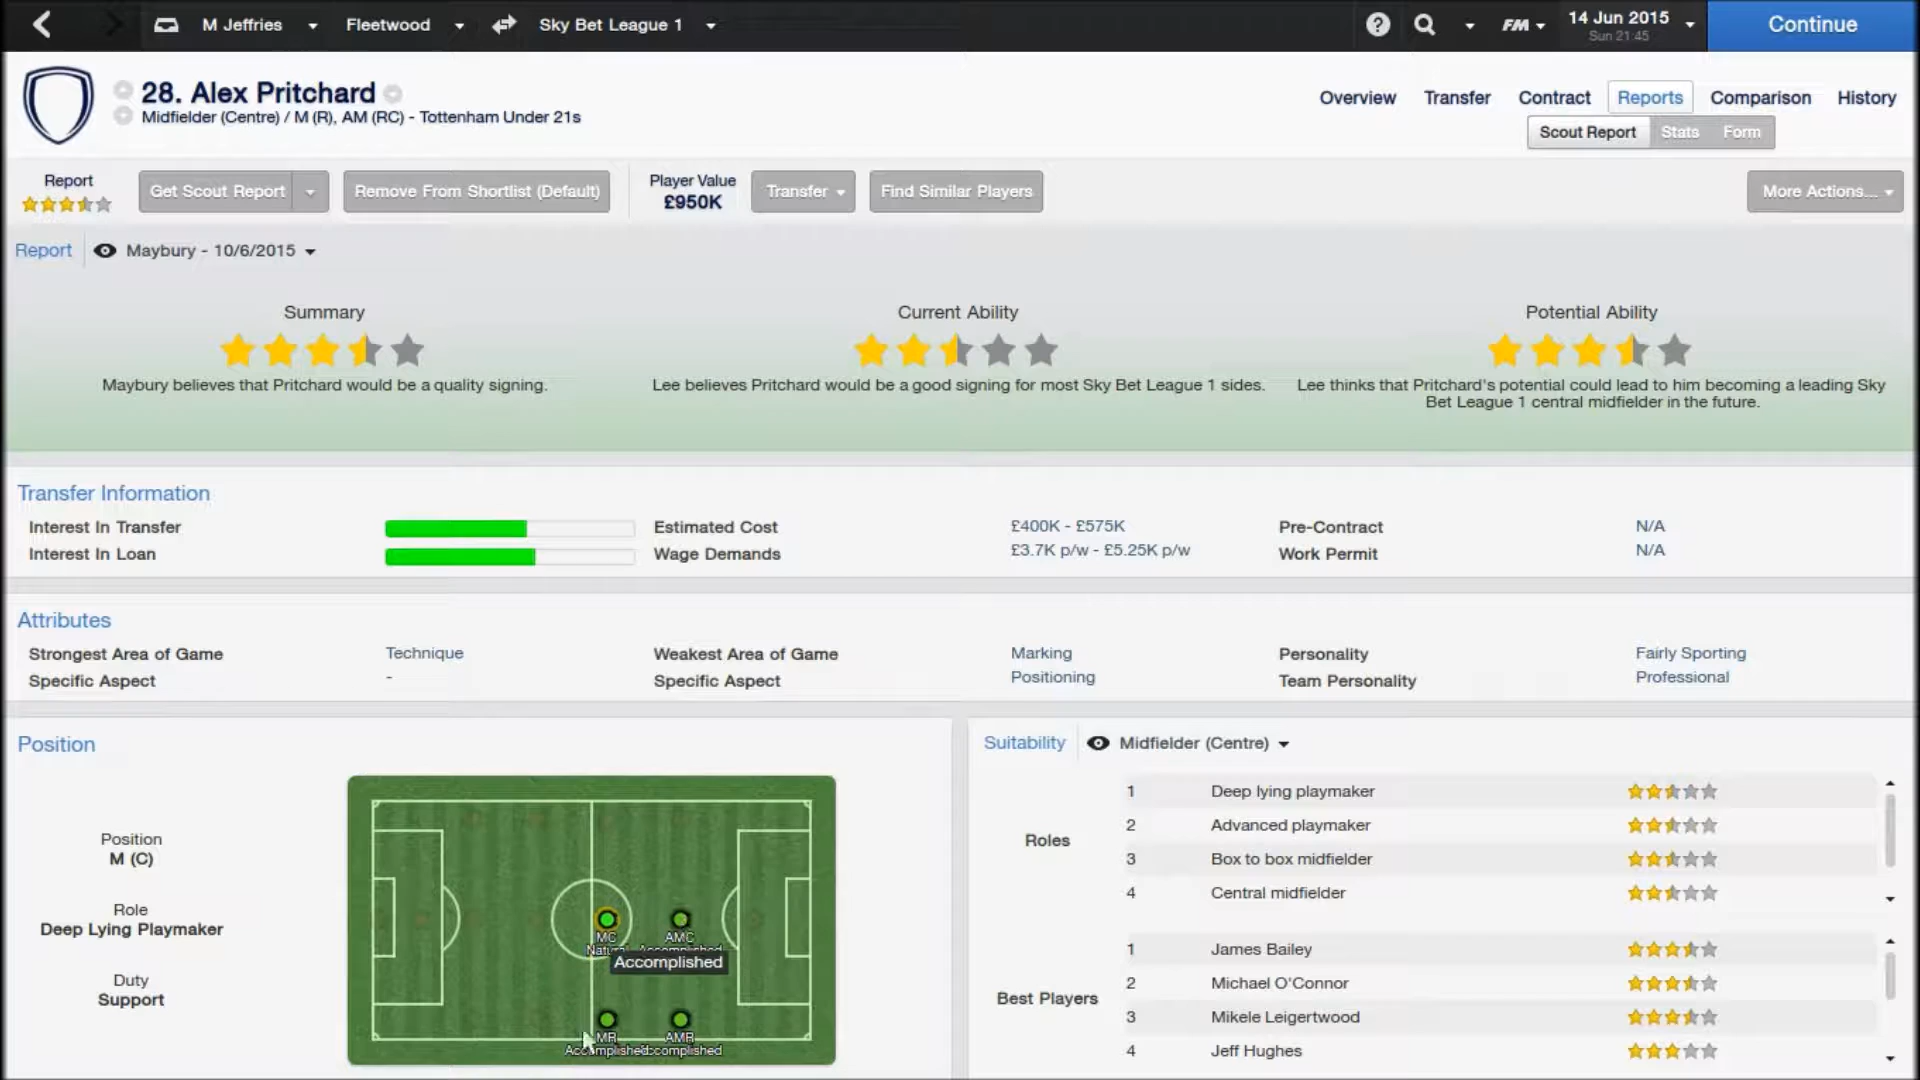 M Jeffries
Fleetwood
Sky Bet League 1
?
FM
14 Jun 2015
Sun 21:45
Continue
28. Alex Pritchard
Midfielder (Centre) / M (R), AM (RC) - Tottenham Under 21s
Overview Transfer Contract Reports Comparison History
Scout Report Stats Form
Report
Get Scout Report
Remove From Shortlist (Default)
Player Value
£950K
Transfer
Find Similar Players
More Actions...
Report Maybury - 10/6/2015
Summary
Maybury believes that Pritchard would be a quality signing.
Current Ability
Lee believes Pritchard would be a good signing for most Sky Bet League 1 sides.
Potential Ability
Lee thinks that Pritchard's potential could lead to him becoming a leading Sky
Bet League 1 central midfielder in the future.
Transfer Information
Interest In Transfer
Interest In Loan
Estimated Cost £400K - £575K
Wage Demands £3.7K p/w - £5.25K p/w
Pre-Contract N/A
Work Permit N/A
Attributes
Strongest Area of Game Technique
Specific Aspect -
Weakest Area of Game Marking
Specific Aspect Positioning
Personality Fairly Sporting
Team Personality Professional
Position
Position
M (C)
Role
Deep Lying Playmaker
Duty
Support
MC
AMC
Accomplished
MR
AMR
Accomplished
Suitability Midfielder (Centre)
Roles
1 Deep lying playmaker
2 Advanced playmaker
3 Box to box midfielder
4 Central midfielder
Best Players
1 James Bailey
2 Michael O'Connor
3 Mikele Leigertwood
4 Jeff Hughes